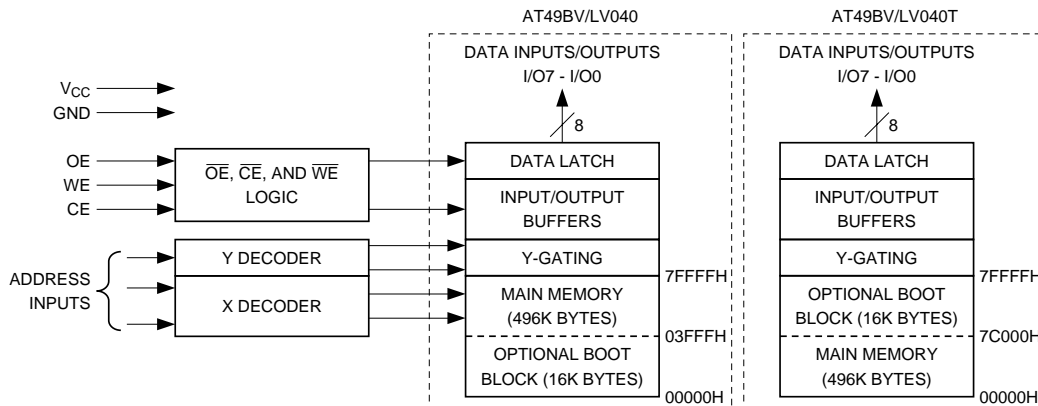 AT49BV/LV040
AT49BV/LV040T
DATA INPUTS/OUTPUTS
I/O7 - I/O0
8
DATA INPUTS/OUTPUTS
I/O7 - I/O0
8
VCC
GND
OE
WE
CE
OE, CE, AND WE
LOGIC
ADDRESS
INPUTS
Y DECODER
X DECODER
DATA LATCH
INPUT/OUTPUT
BUFFERS
Y-GATING
7FFFFH
MAIN MEMORY
(496K BYTES)
03FFFH
OPTIONAL BOOT
BLOCK (16K BYTES)
00000H
DATA LATCH
INPUT/OUTPUT
BUFFERS
Y-GATING
7FFFFH
OPTIONAL BOOT
BLOCK (16K BYTES)
7C000H
MAIN MEMORY
(496K BYTES)
00000H